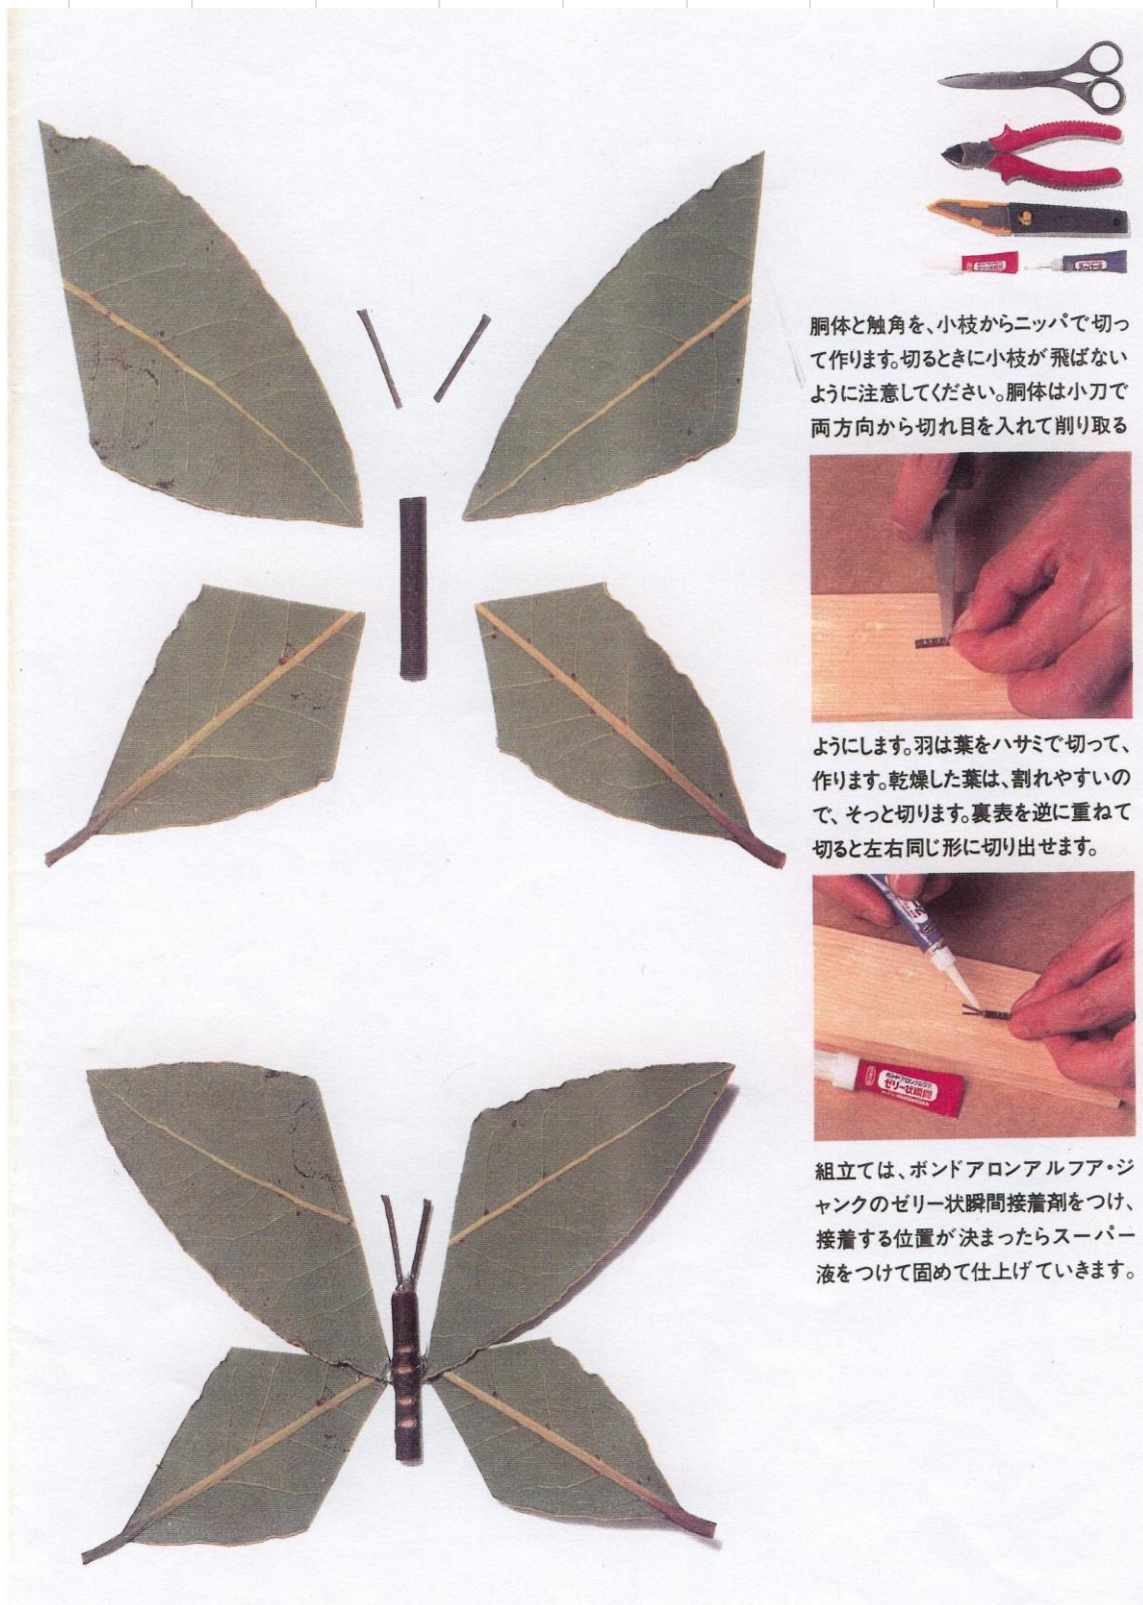 胴体と触角を、小枝からニッパで切っ
て作ります。切るときに小枝が飛ばない
ように注意してください。胴体は小刀で
両方向から切れ目を入れて削り取る
ようにします。羽は葉をハサミで切って、
作ります。乾燥した葉は、割れやすいの
で、そっと切ります。裏表を逆に重ねて
切ると左右同じ形に切り出せます。
ゼリー状瞬間
組立ては、ボンドアロンアルフア・ジ
ャンクのゼリー状瞬間接着剤をつけ、
接着する位置が決まったらスーパー
液をつけて固めて仕上げていきます。